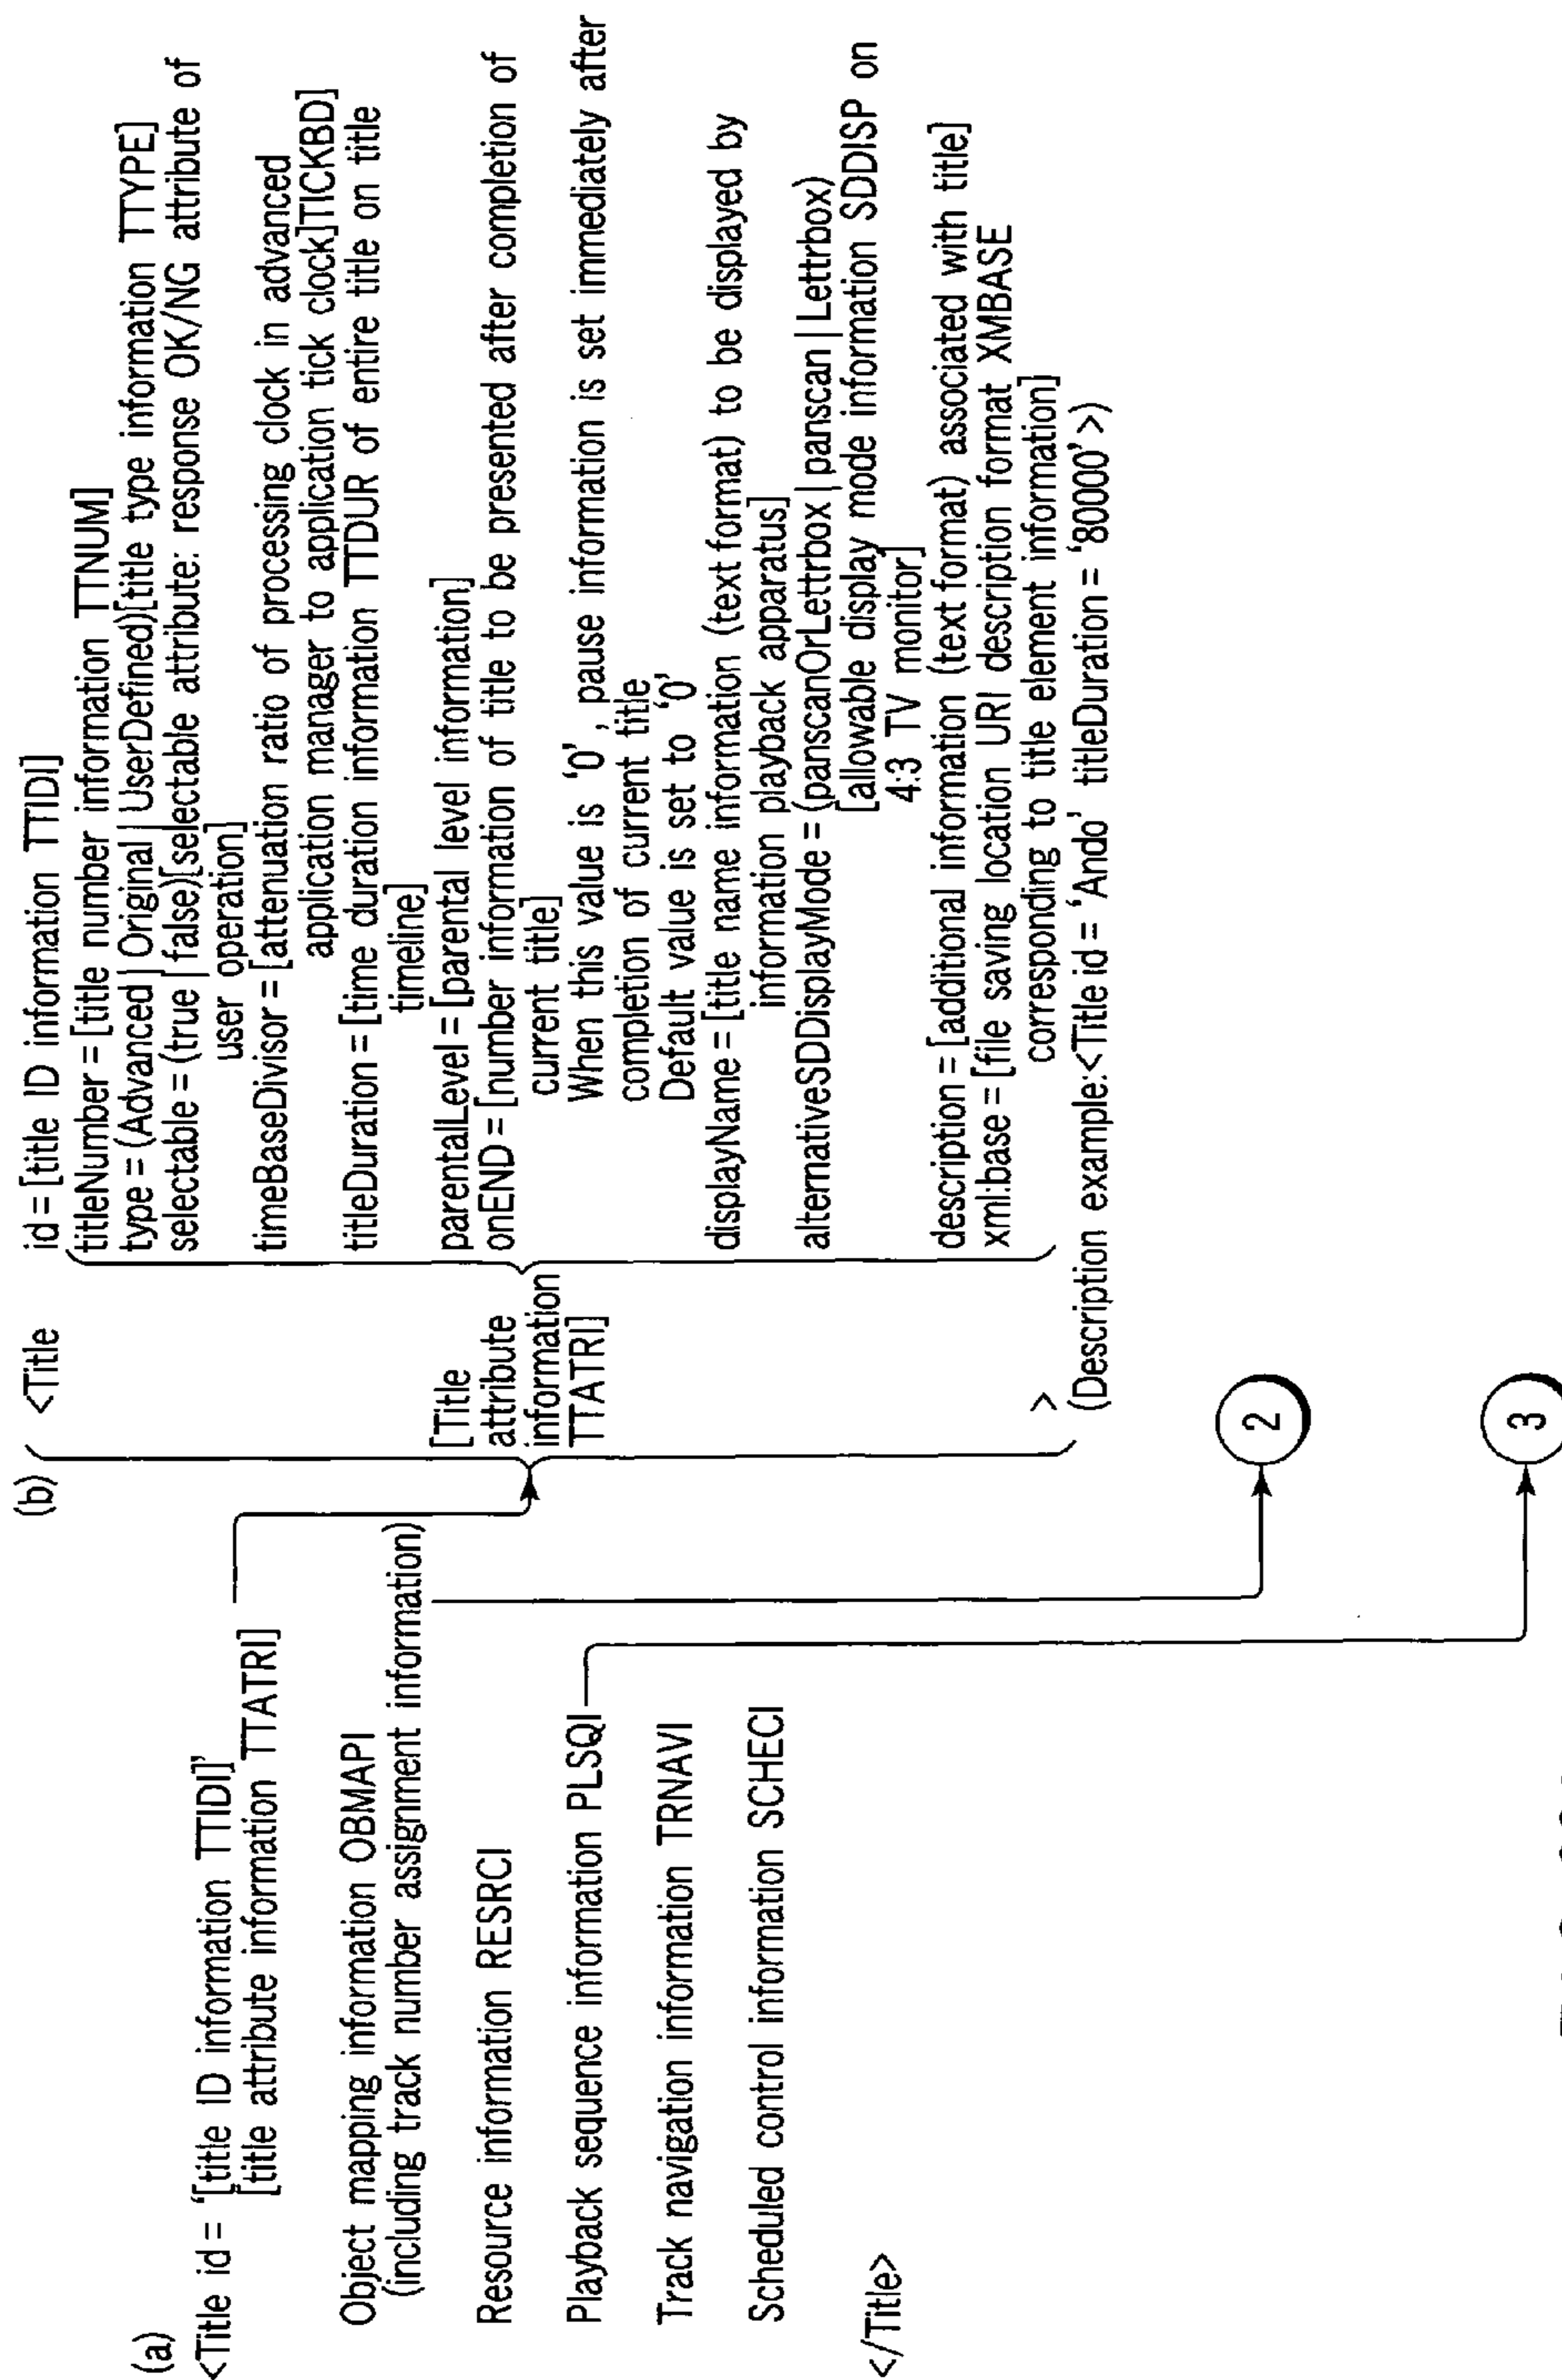 (a)
<Title id = '[title ID information TTIDI]'
[title attribute information TTATRI]
Object mapping information OBMAPI
(including track number assignment information)
Resource information RESRCI
Playback sequence information PLSQI
Track navigation information TRNAVI
Scheduled control information SCHECI
</Title>
(b)
<Title
[Title
attribute
information
TTATRI]
>
id = [title ID information TTIDI]
titleNumber = [title number information TTNUM]
type = (Advanced | Original | UserDefined)[title type information TTYPE]
selectable = (true | false)[selectable attribute: response OK/NG attribute of
user operation]
timeBaseDivisor = [attenuation ratio of processing clock in advanced
application manager to application tick clock]TICKBD]
titleDuration = [time duration information TTDUR of entire title on title
timeline]
parentalLevel = [parental level information]
onEND = [number information of title to be presented after completion of
current title]
When this value is '0', pause information is set immediately after
completion of current title
Default value is set to '0'
displayName = [title name information (text format) to be displayed by
information playback apparatus]
alternativeSDDisplayMode = (panscanOrLettrbox | panscan | Lettrbox)
[allowable display mode information SDDISP on
4:3 TV monitor]
description = [additional information (text format) associated with title]
xml:base = [file saving location URI description format XMBASE
corresponding to title element information]
(Description example:<Title id = 'Ando' titleDuration = '80000' >)
2
3